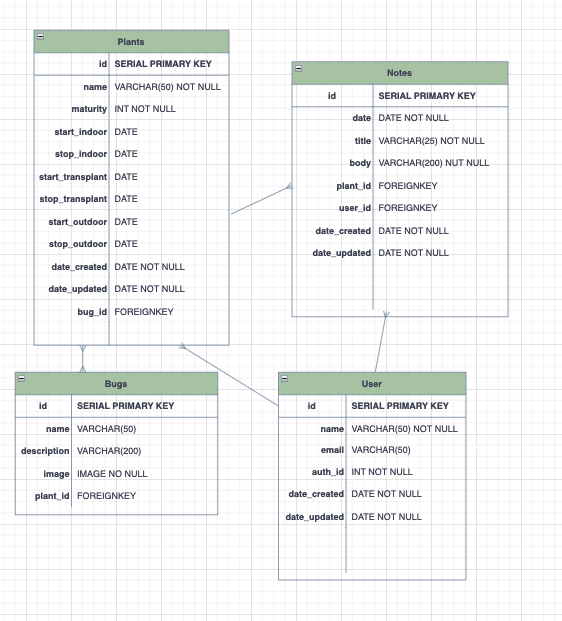 Plants
id SERIAL PRIMARY KEY
name VARCHAR(50) NOT NULL
maturity INT NOT NULL
start_indoor DATE
stop_indoor DATE
start_transplant DATE
stop_transplant DATE
start_outdoor DATE
stop_outdoor DATE
date_created DATE NOT NULL
date_updated DATE NOT NULL
bug_id FOREIGNKEY
Notes
id SERIAL PRIMARY KEY
date DATE NOT NULL
title VARCHAR(25) NOT NULL
body VARCHAR(200) NUT NULL
plant_id FOREIGNKEY
user_id FOREIGNKEY
date_created DATE NOT NULL
date_updated DATE NOT NULL
Bugs
id SERIAL PRIMARY KEY
name VARCHAR(50)
description VARCHAR(200)
image IMAGE NO NULL
plant_id FOREIGNKEY
User
id SERIAL PRIMARY KEY
name VARCHAR(50) NOT NULL
email VARCHAR(50)
auth_id INT NOT NULL
date_created DATE NOT NULL
date_updated DATE NOT NULL